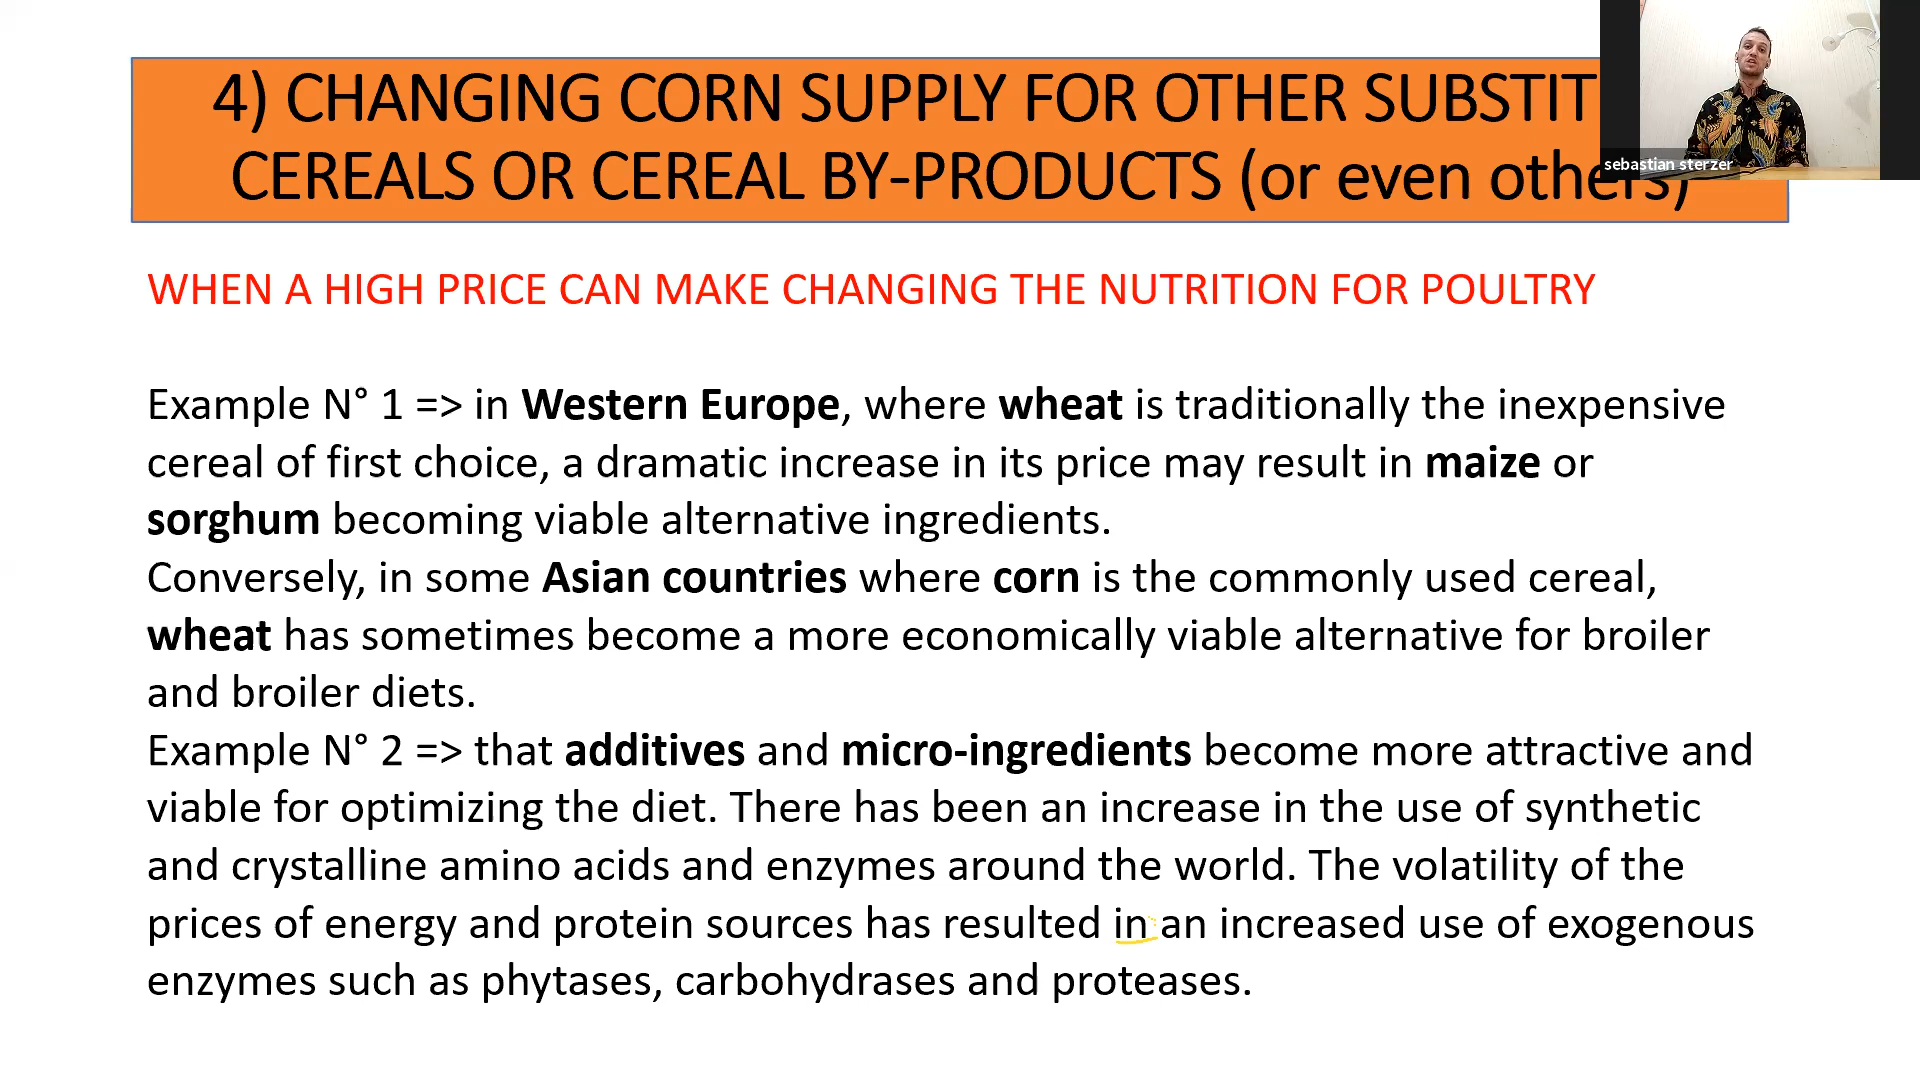 4) CHANGING CORN SUPPLY FOR OTHER
CEREALS OR CEREAL BY-PRODUCTS (or even others)
sebastian sterzer
WHEN A HIGH PRICE CAN MAKE CHANGING THE NUTRITION FOR POULTRY
Example N° 1 => in Western Europe, where wheat is traditionally the inexpensive
cereal of first choice, a dramatic increase in its price may result in maize or
sorghum becoming viable alternative ingredients.
Conversely, in some Asian countries where corn is the commonly used cereal,
wheat has sometimes become a more economically viable alternative for broiler
and broiler diets.
Example N° 2 => that additives and micro-ingredients become more attractive and
viable for optimizing the diet. There has been an increase in the use of synthetic
and crystalline amino acids and enzymes around the world. The volatility of the
prices of energy and protein sources has resulted in an increased use of exogenous
enzymes such as phytases, carbohydrases and proteases.